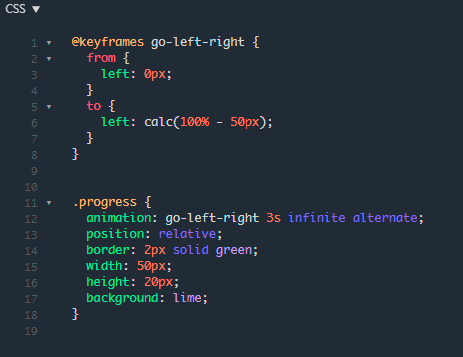 CSS ▼
1 ▾ @keyframes go-left-right {
2 ▾ from {
3 left: 0px;
4 }
5 ▾ to {
6 left: calc(100% - 50px);
7 }
8 }
9
10
11 ▾ .progress {
12 animation: go-left-right 3s infinite alternate;
13 position: relative;
14 border: 2px solid green;
15 width: 50px;
16 height: 20px;
17 background: lime;
18 }
19